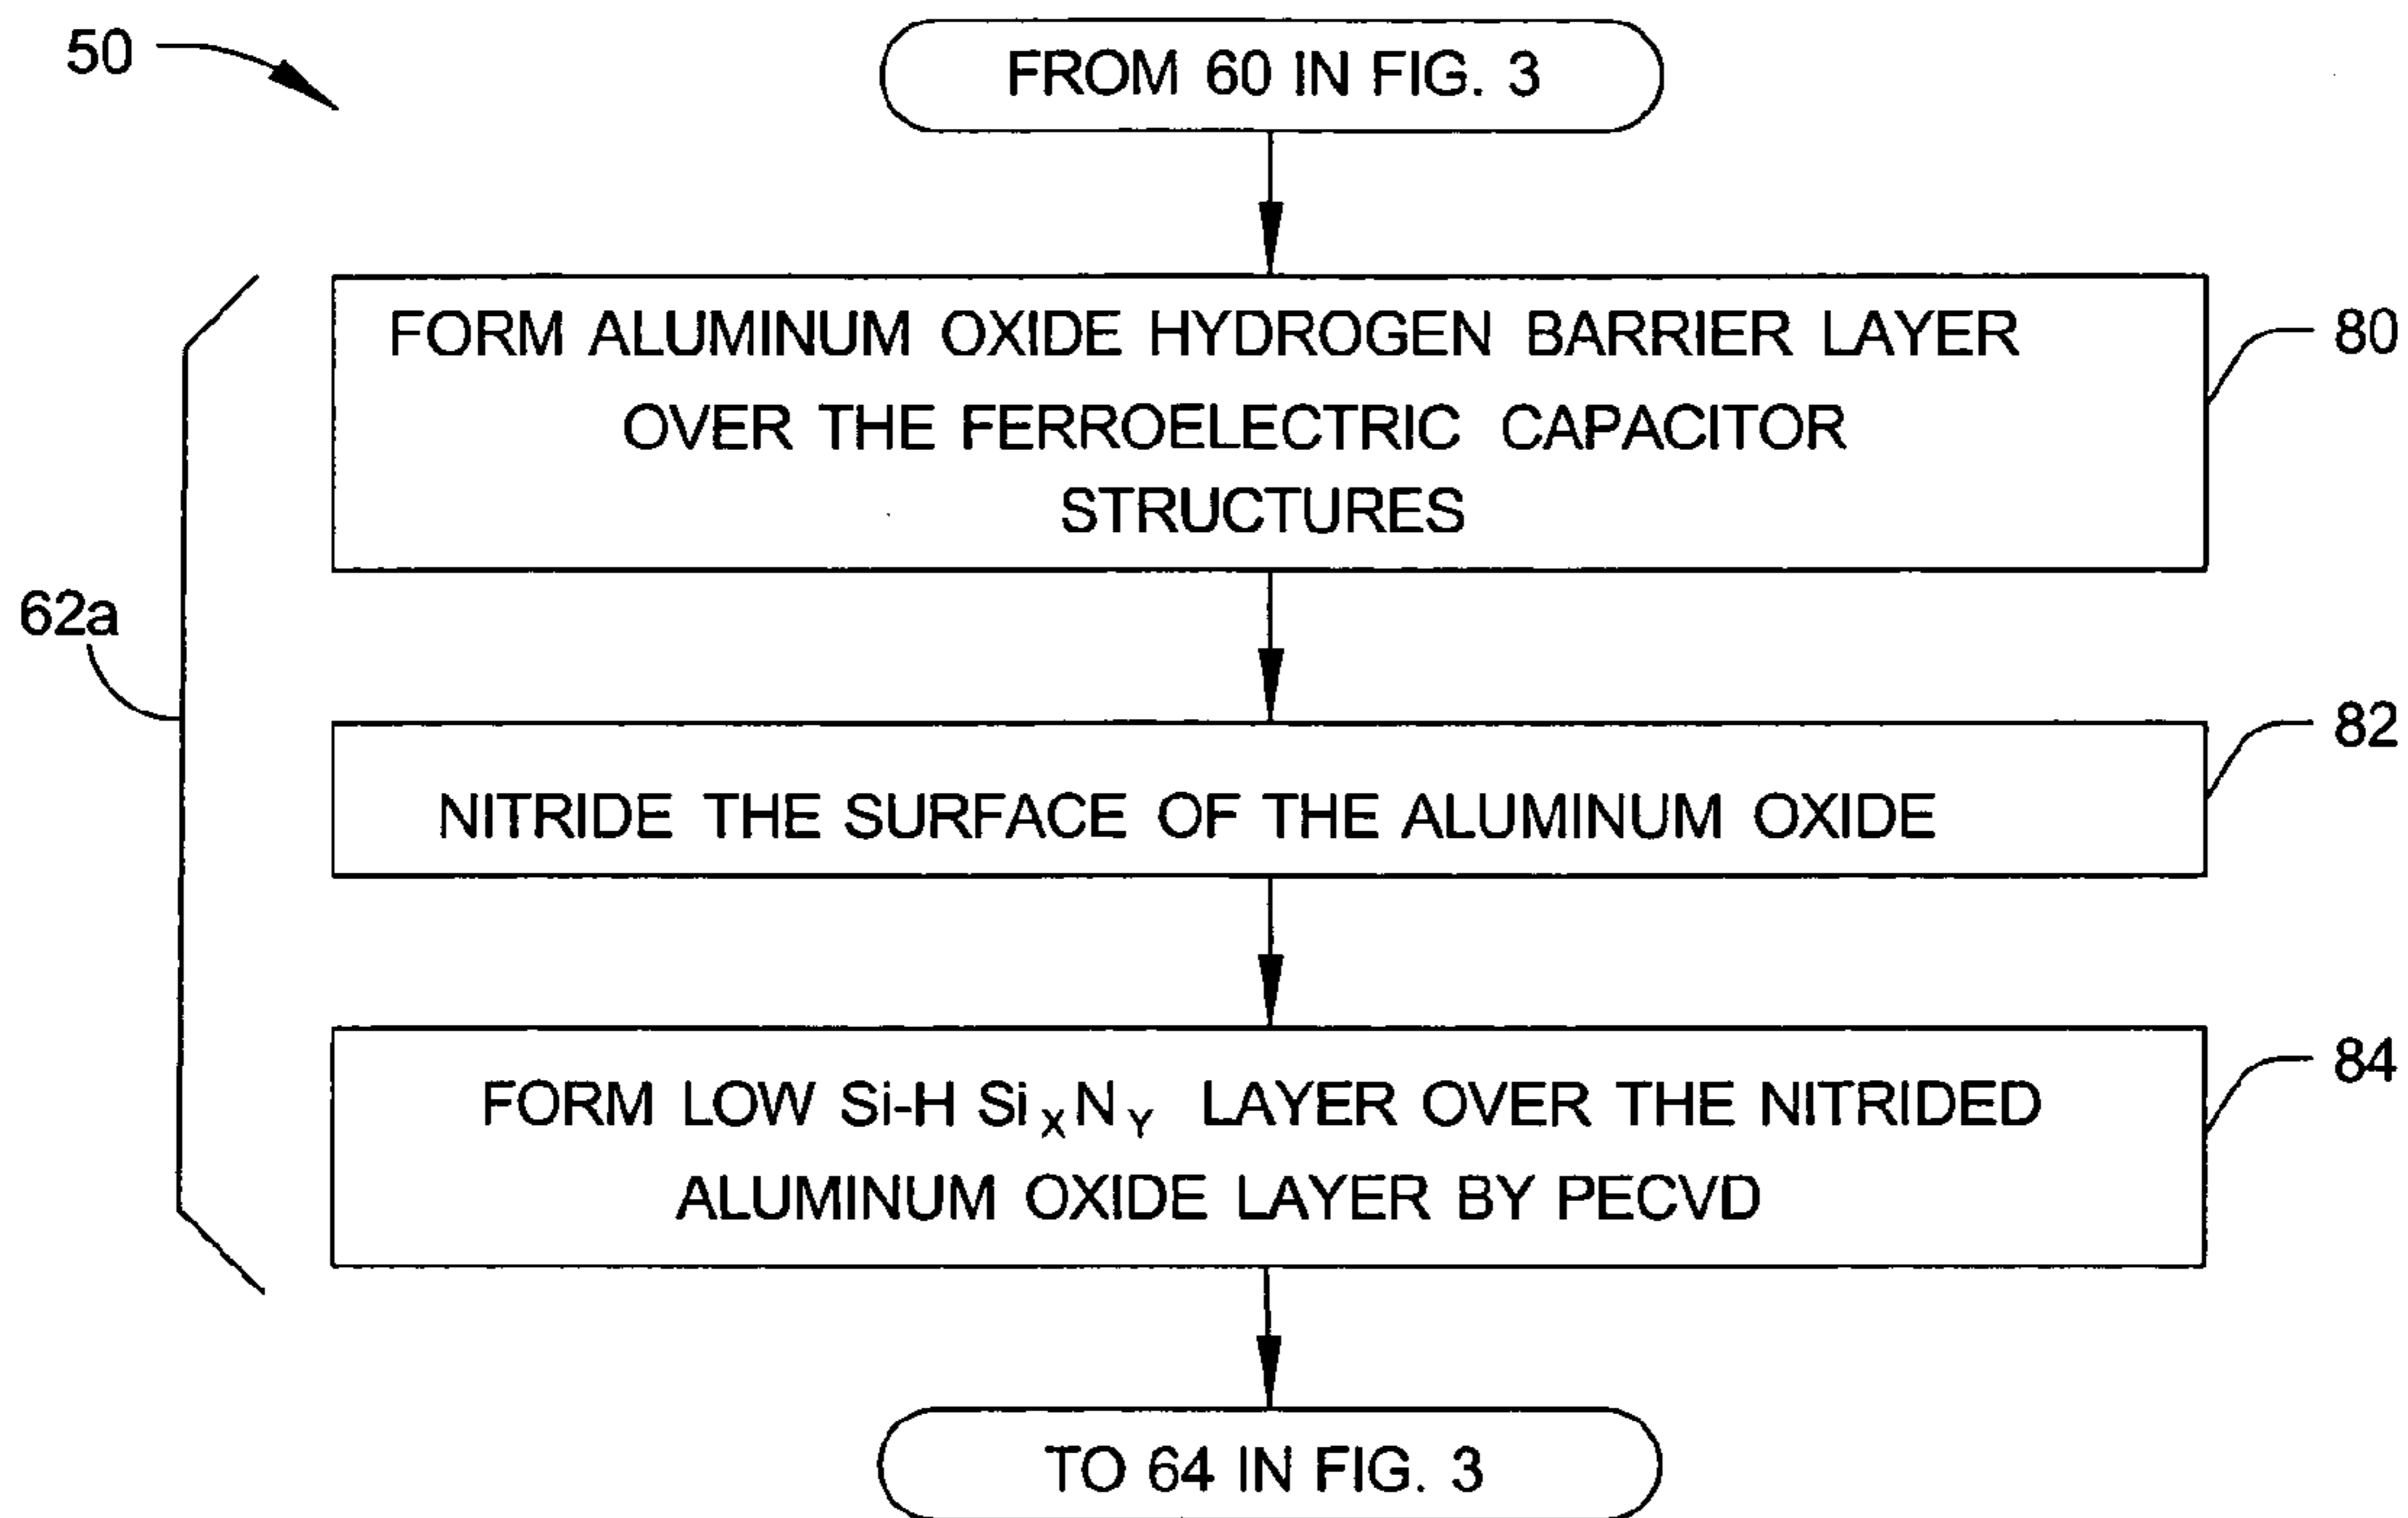 50
FROM 60 IN FIG. 3
FORM ALUMINUM OXIDE HYDROGEN BARRIER LAYER
OVER THE FERROELECTRIC CAPACITOR
STRUCTURES
80
62a
NITRIDE THE SURFACE OF THE ALUMINUM OXIDE
82
FORM LOW Si-H SiXNY LAYER OVER THE NITRIDED
ALUMINUM OXIDE LAYER BY PECVD
84
TO 64 IN FIG. 3